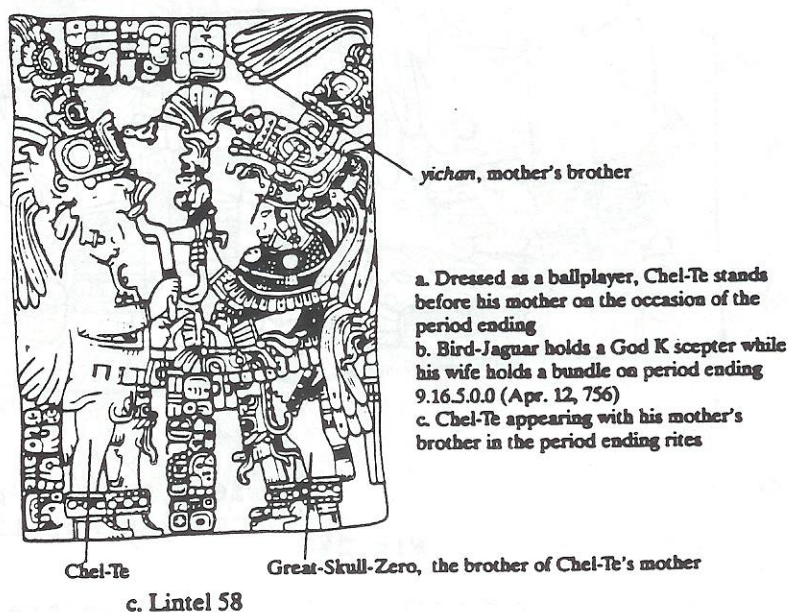 yichan, mother's brother
a. Dressed as a ballplayer, Chel-Te stands
before his mother on the occasion of the
period ending
b. Bird-Jaguar holds a God K scepter while
his wife holds a bundle on period ending
9.16.5.0.0 (Apr. 12, 756)
c. Chel-Te appearing with his mother's
brother in the period ending rites
Chel-Te
Great-Skull-Zero, the brother of Chel-Te's mother
c. Lintel 58